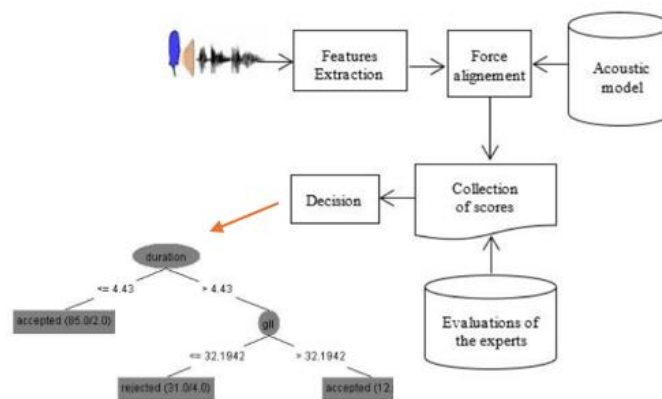 Features
Extraction
Force
alignement
Acoustic
model
Decision
Collection
of scores
Evaluations of
the experts
duration
<= 4.43
> 4.43
accepted (85.0/2.0)
gll
<= 32.1942
> 32.1942
rejected (31.0/4.0)
accepted (12.